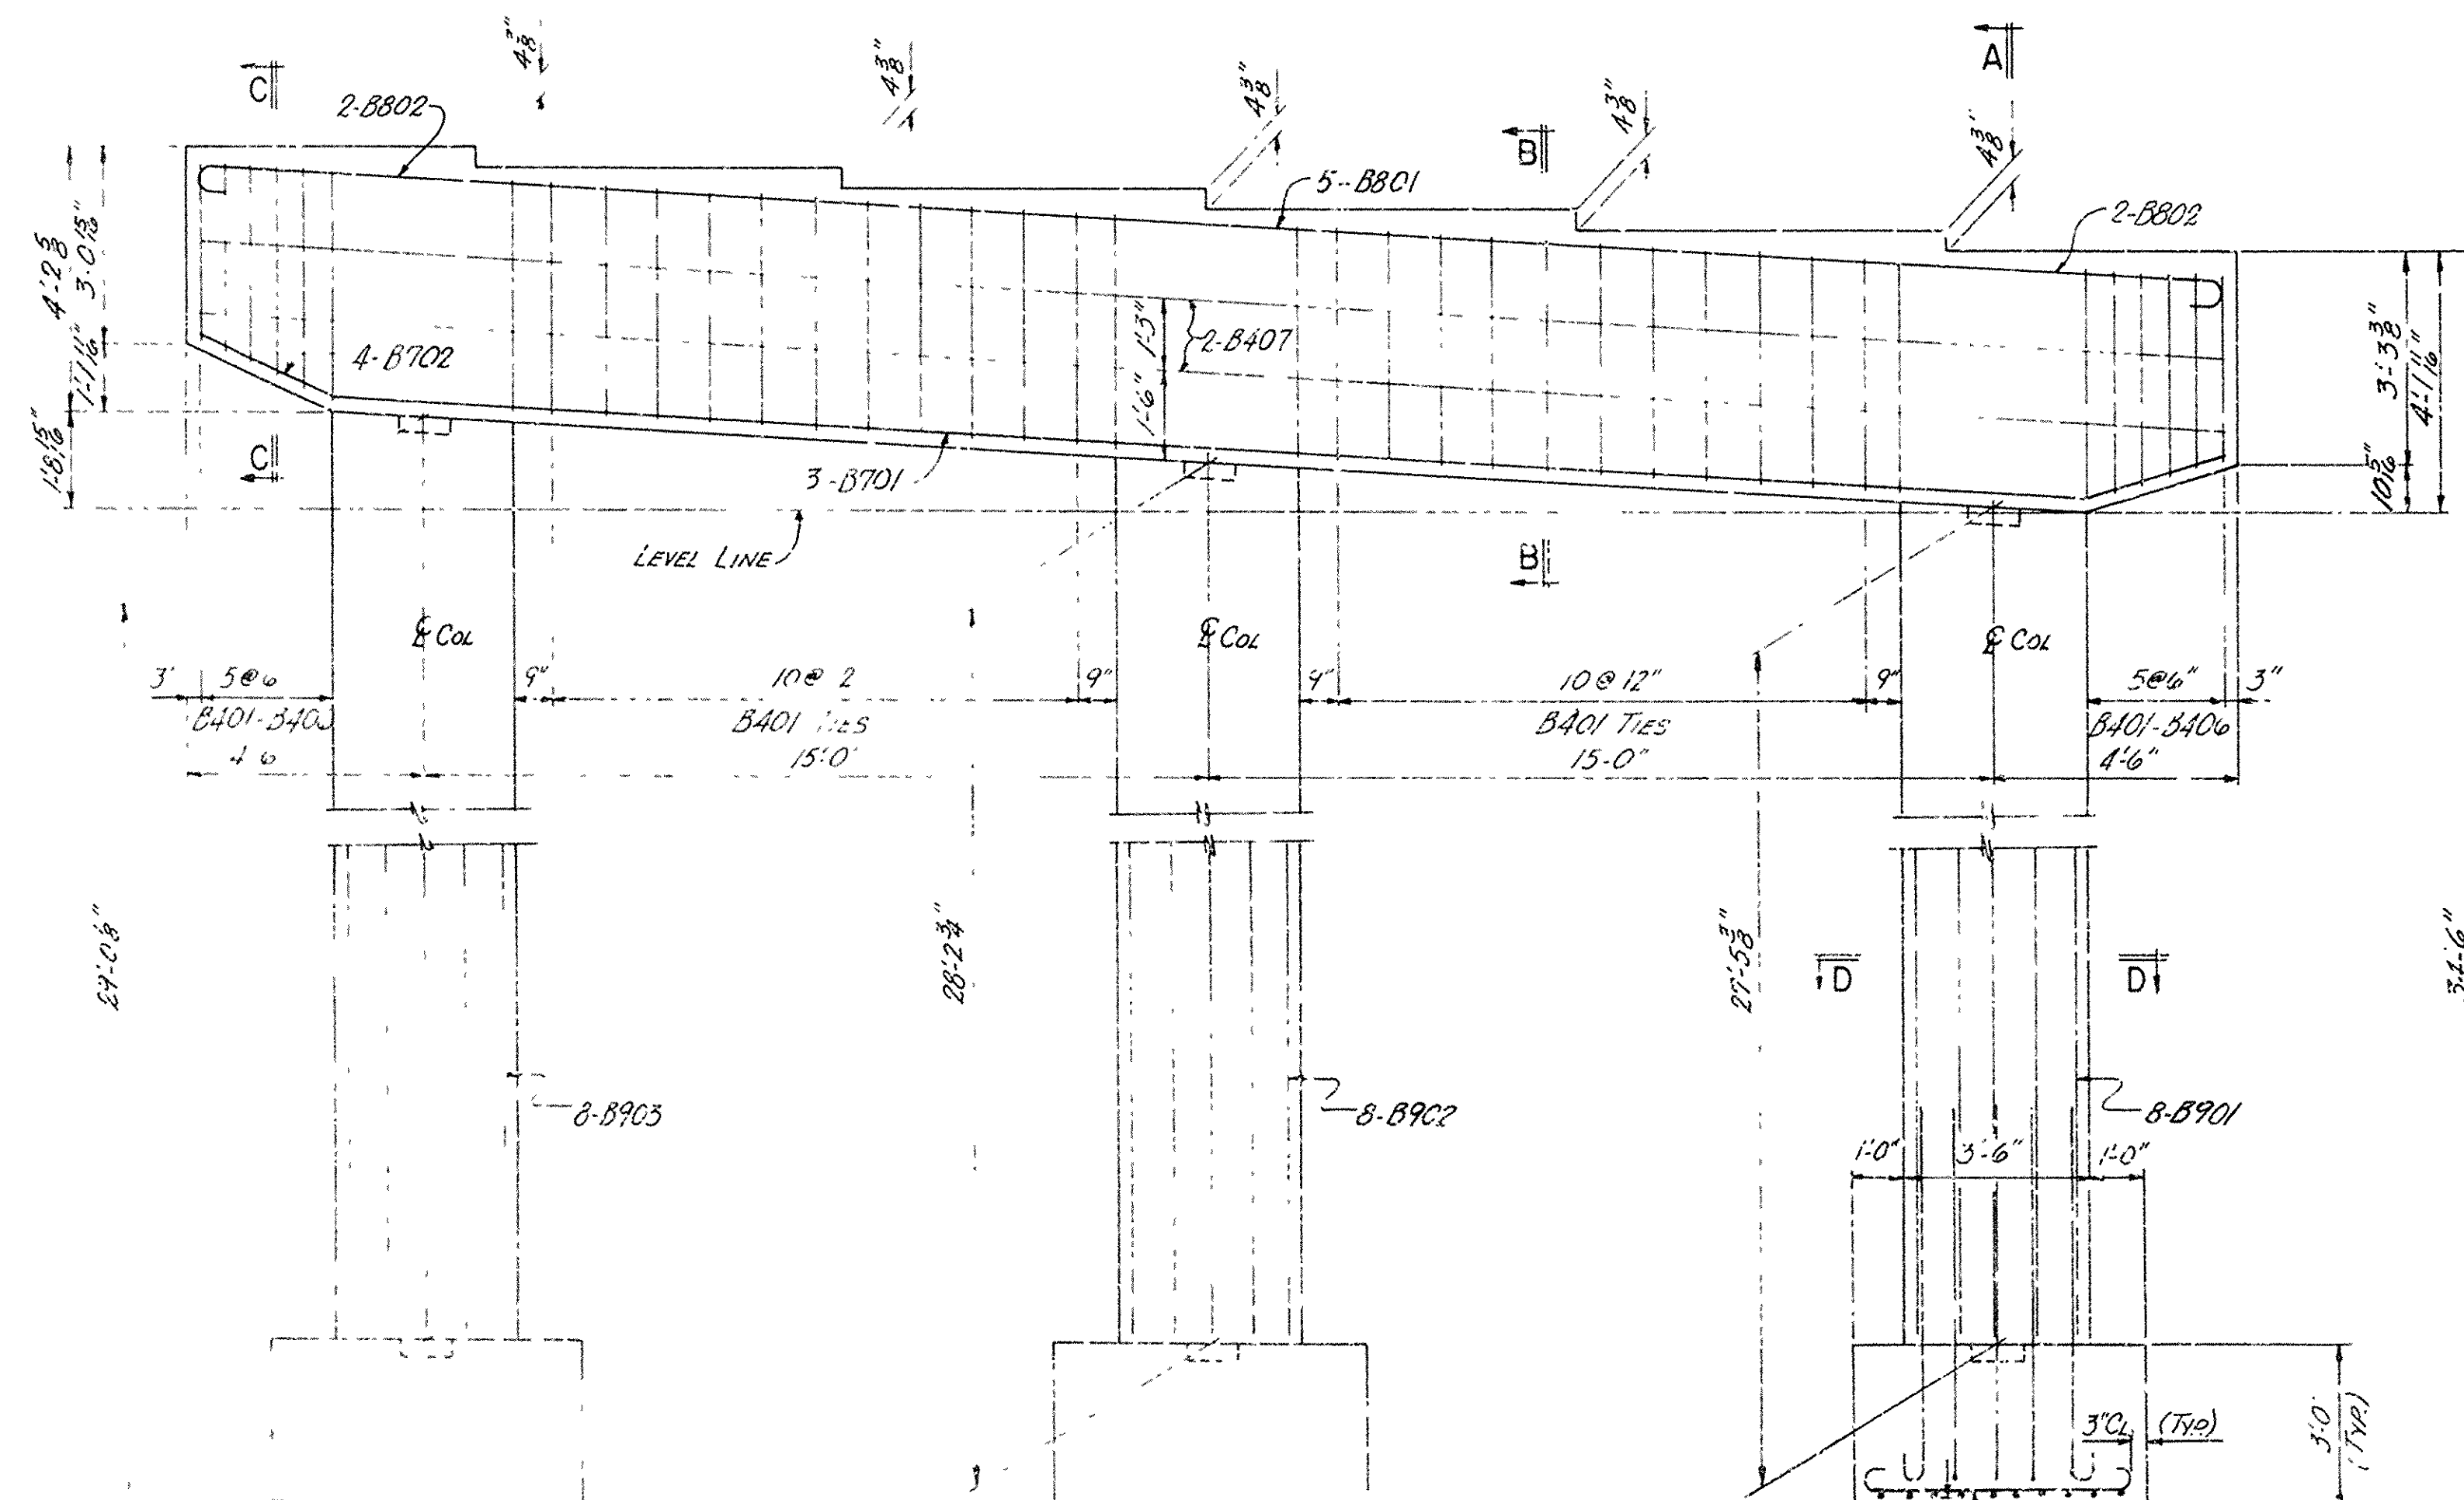 4 3/8"
4 3/8"
4 3/8"
4 3/8"
4 3/8"
C
A
B
2-B802
5-B801
2-B802
4'-2 5/8"
3'-0 15/16"
1'-1 11/16"
1'-8 15/16"
4-B702
1'-3"
1'-6"
2-B407
3'-3 3/8"
4'-1 11/16"
10 5/16"
C
3-B701
LEVEL LINE
B
℄ COL
℄ COL
℄ COL
3'
5@6
9"
10@ 2
9"
9"
10@12"
9"
5@6"
3"
B401 TIES
B401 TIES
B401-B406
4 6
15'-0'
15-0"
4'-6"
28'-2 3/4"
27'-5 3/8"
D
D
8-B903
8-B902
8-B901
1'-0"
3'-6"
1'-0"
3"CL.
(TYP.)
3'-0"
(TYP.)